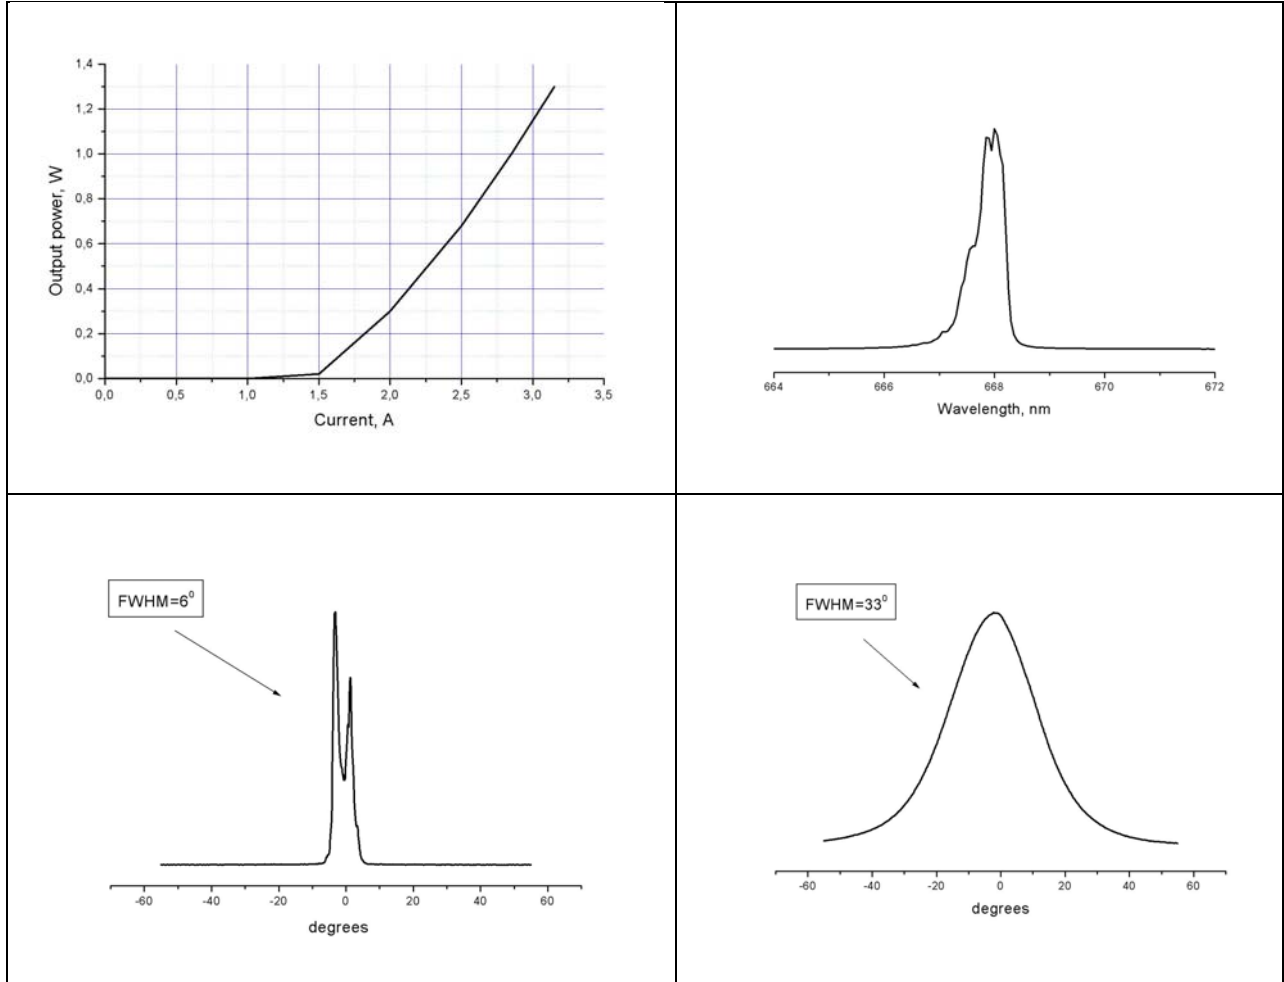 1,4
1,2
1,0
0,8
0,6
0,4
0,2
0,0
Output power, W
0,0 0,5 1,0 1,5 2,0 2,5 3,0 3,5
Current, A
664 666 668 670 672
Wavelength, nm
FWHM=6⁰
-60 -40 -20 0 20 40 60
degrees
FWHM=33⁰
-60 -40 -20 0 20 40 60
degrees